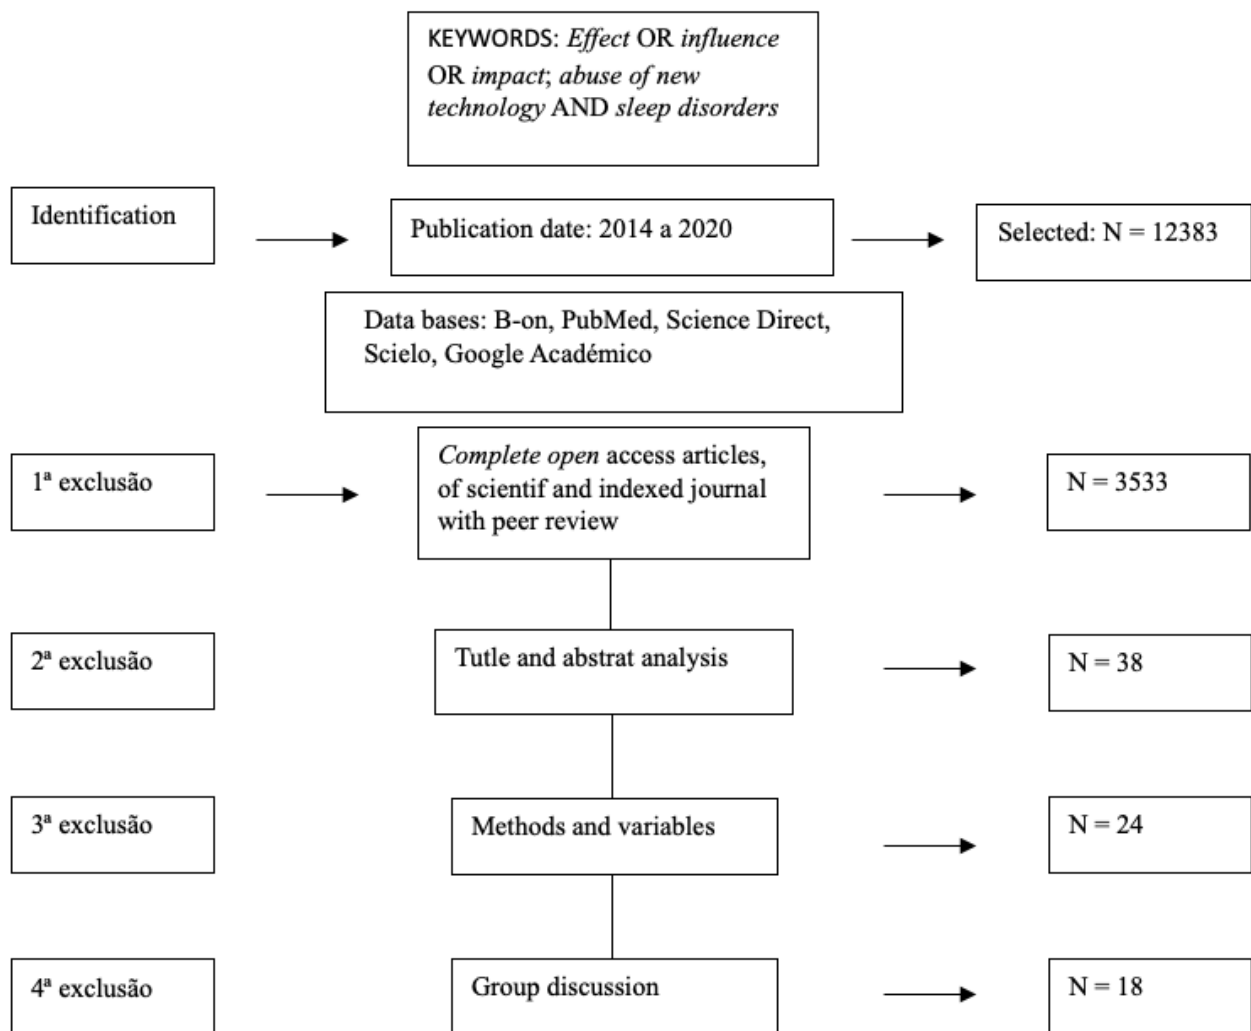 KEYWORDS: Effect OR influence
OR impact; abuse of new
technology AND sleep disorders
Identification
Publication date: 2014 a 2020
Selected: N = 12383
Data bases: B-on, PubMed, Science Direct,
Scielo, Google Académico
1ª exclusão
Complete open access articles,
of scientif and indexed journal
with peer review
N = 3533
2ª exclusão
Tutle and abstrat analysis
N = 38
3ª exclusão
Methods and variables
N = 24
4ª exclusão
Group discussion
N = 18